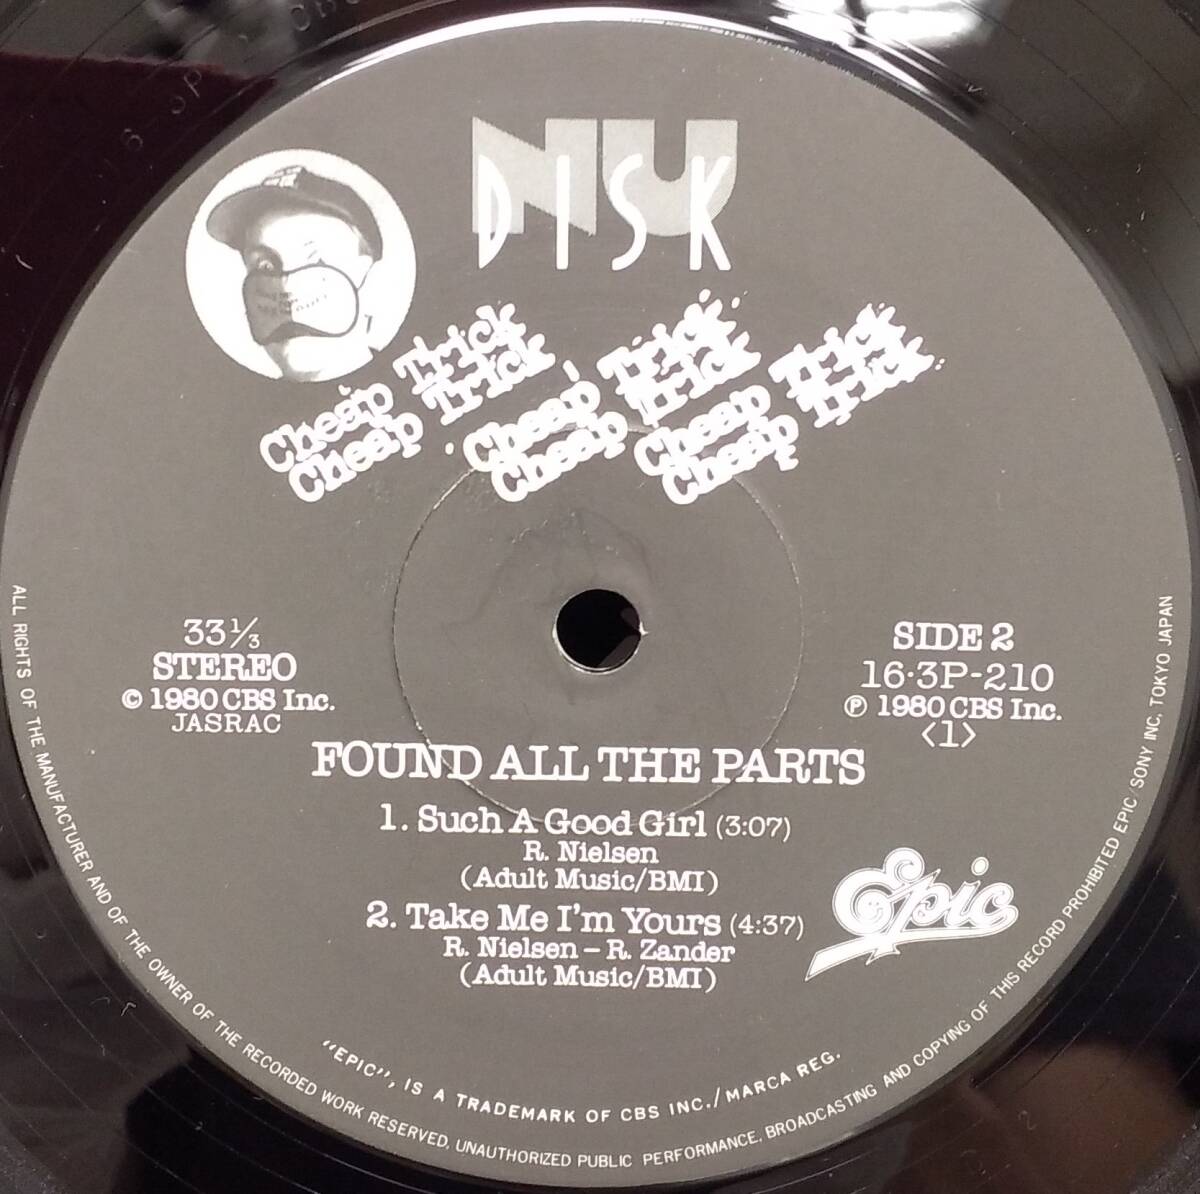 NU
DISK
Cheap Trick Cheap Trick Cheap Trick
Cheap Trick Cheap Trick Cheap Trick
33⅓
STEREO
© 1980 CBS Inc.
JASRAC
SIDE 2
16·3P-210
℗ 1980 CBS Inc.
<1>
FOUND ALL THE PARTS
1. Such A Good Girl (3:07)
R. Nielsen
(Adult Music/BMI)
2. Take Me I'm Yours (4:37)
R. Nielsen – R. Zander
(Adult Music/BMI)
Epic
"EPIC", IS A TRADEMARK OF CBS INC./MARCA REG.
ALL RIGHTS OF THE MANUFACTURER AND OF THE OWNER OF THE RECORDED WORK RESERVED. UNAUTHORIZED PUBLIC PERFORMANCE, BROADCASTING AND COPYING OF THIS RECORD PROHIBITED EPIC/SONY INC. TOKYO JAPAN